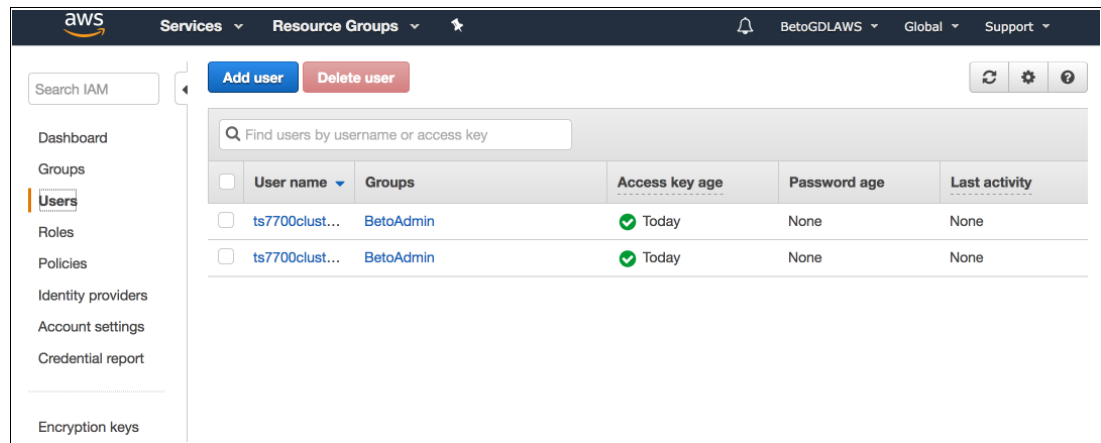 aws Services Resource Groups BetoGDLAWS Global Support
Search IAM
Dashboard
Groups
Users
Roles
Policies
Identity providers
Account settings
Credential report
Encryption keys
Add user Delete user
Find users by username or access key
User name Groups Access key age Password age Last activity
ts7700clust... BetoAdmin Today None None
ts7700clust... BetoAdmin Today None None